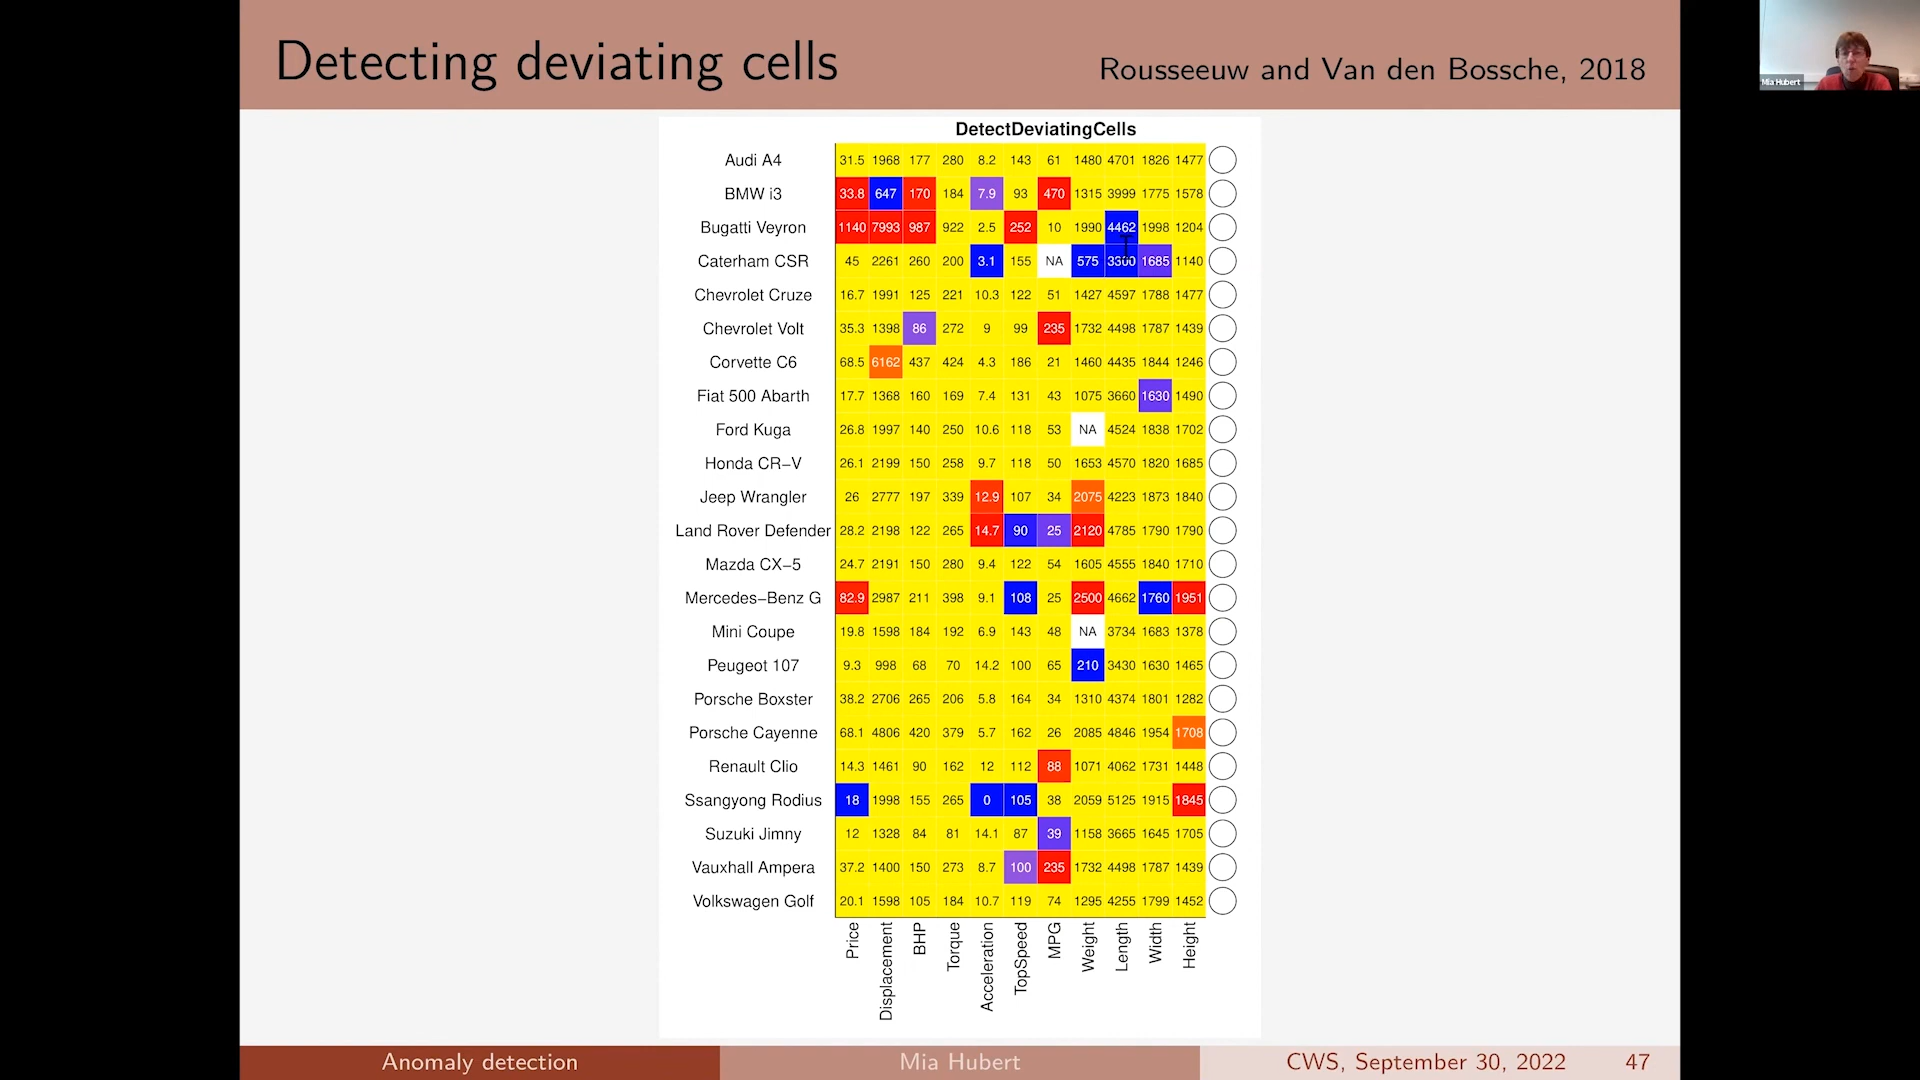 Detecting deviating cells
Rousseeuw and Van den Bossche, 2018
Mia Hubert
DetectDeviatingCells
Audi A4 31.5 1968 177 280 8.2 143 61 1480 4701 1826 1477
BMW i3 33.8 647 170 184 7.9 93 470 1315 3999 1775 1578
Bugatti Veyron 1140 7993 987 922 2.5 252 10 1990 4462 1998 1204
Caterham CSR 45 2261 260 200 3.1 155 NA 575 3300 1685 1140
Chevrolet Cruze 16.7 1991 125 221 10.3 122 51 1427 4597 1788 1477
Chevrolet Volt 35.3 1398 86 272 9 99 235 1732 4498 1787 1439
Corvette C6 68.5 6162 437 424 4.3 186 21 1460 4435 1844 1246
Fiat 500 Abarth 17.7 1368 160 169 7.4 131 43 1075 3660 1630 1490
Ford Kuga 26.8 1997 140 250 10.6 118 53 NA 4524 1838 1702
Honda CR−V 26.1 2199 150 258 9.7 118 50 1653 4570 1820 1685
Jeep Wrangler 26 2777 197 339 12.9 107 34 2075 4223 1873 1840
Land Rover Defender 28.2 2198 122 265 14.7 90 25 2120 4785 1790 1790
Mazda CX−5 24.7 2191 150 280 9.4 122 54 1605 4555 1840 1710
Mercedes−Benz G 82.9 2987 211 398 9.1 108 25 2500 4662 1760 1951
Mini Coupe 19.8 1598 184 192 6.9 143 48 NA 3734 1683 1378
Peugeot 107 9.3 998 68 70 14.2 100 65 210 3430 1630 1465
Porsche Boxster 38.2 2706 265 206 5.8 164 34 1310 4374 1801 1282
Porsche Cayenne 68.1 4806 420 379 5.7 162 26 2085 4846 1954 1708
Renault Clio 14.3 1461 90 162 12 112 88 1071 4062 1731 1448
Ssangyong Rodius 18 1998 155 265 0 105 38 2059 5125 1915 1845
Suzuki Jimny 12 1328 84 81 14.1 87 39 1158 3665 1645 1705
Vauxhall Ampera 37.2 1400 150 273 8.7 100 235 1732 4498 1787 1439
Volkswagen Golf 20.1 1598 105 184 10.7 119 74 1295 4255 1799 1452
Price Displacement BHP Torque Acceleration TopSpeed MPG Weight Length Width Height
Anomaly detection
Mia Hubert
CWS, September 30, 2022 47